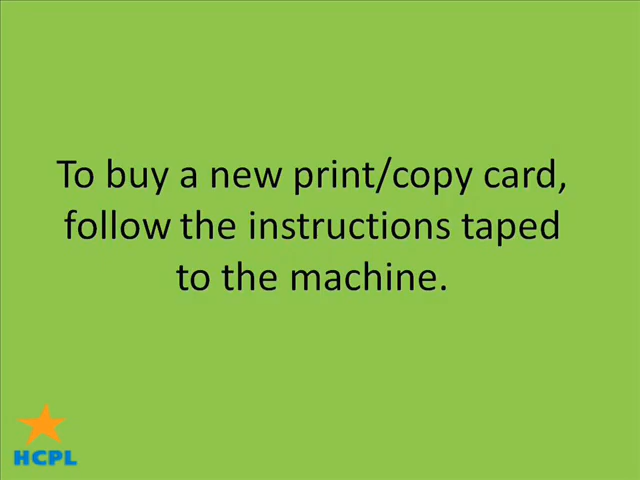 To buy a new print/copy card,
follow the instructions taped
to the machine.
HCPL